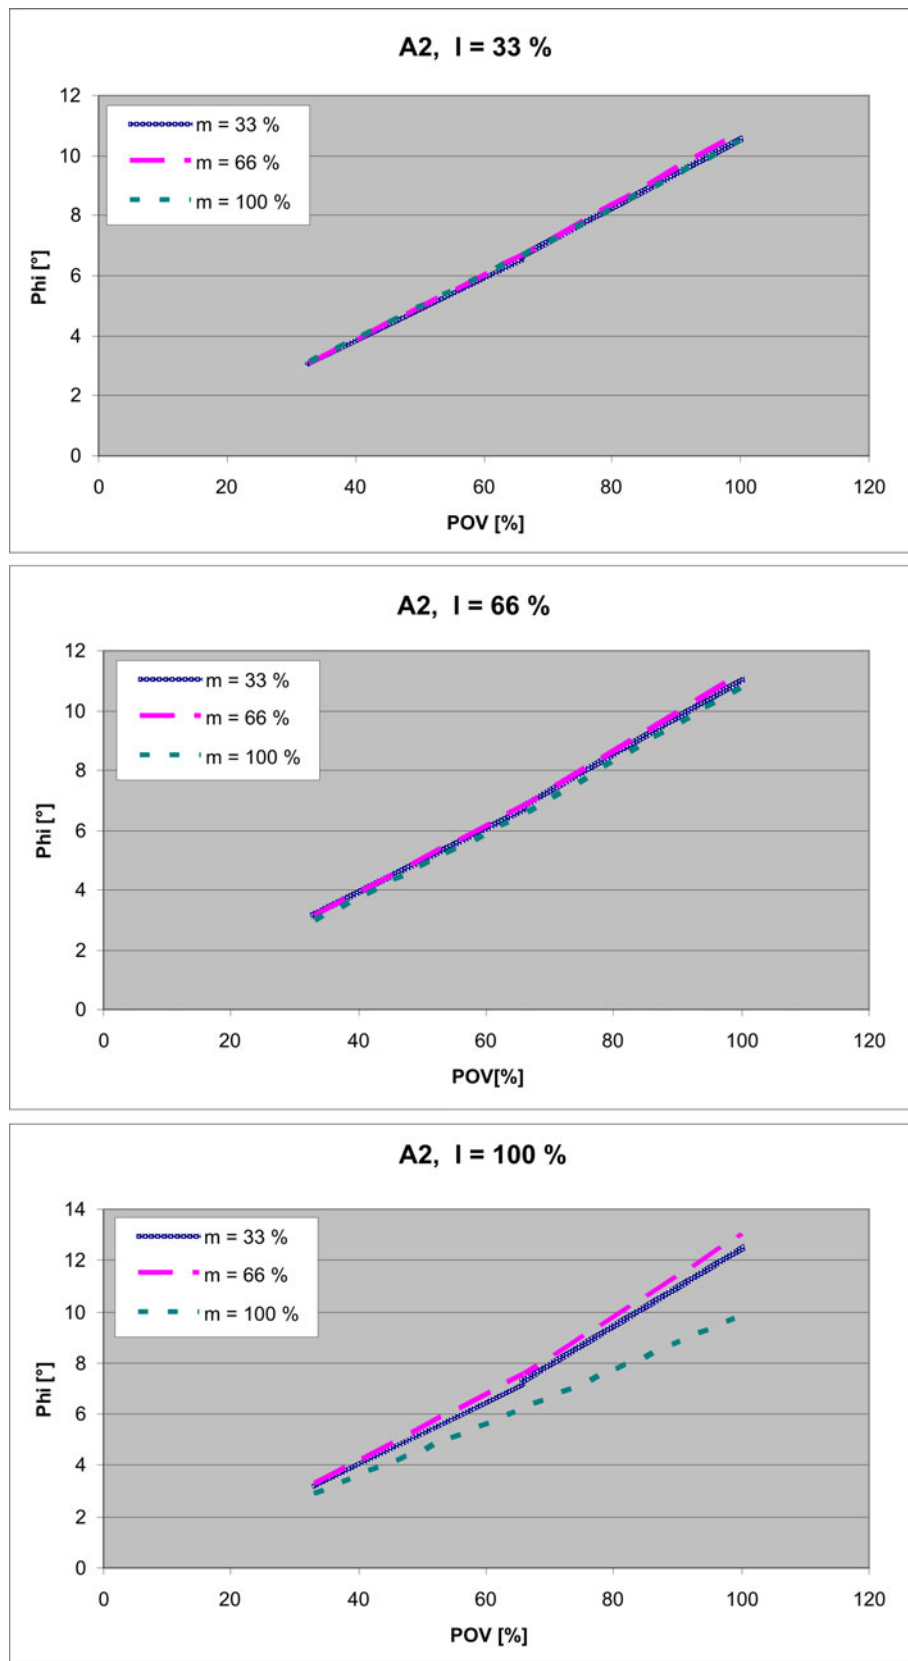 A2, l = 33 %
12
10
8
6
4
2
0
Phi [°]
m = 33 %
m = 66 %
m = 100 %
0 20 40 60 80 100 120
POV [%]
A2, l = 66 %
12
10
8
6
4
2
0
Phi [°]
m = 33 %
m = 66 %
m = 100 %
0 20 40 60 80 100 120
POV[%]
A2, l = 100 %
14
12
10
8
6
4
2
0
Phi [°]
m = 33 %
m = 66 %
m = 100 %
0 20 40 60 80 100 120
POV [%]